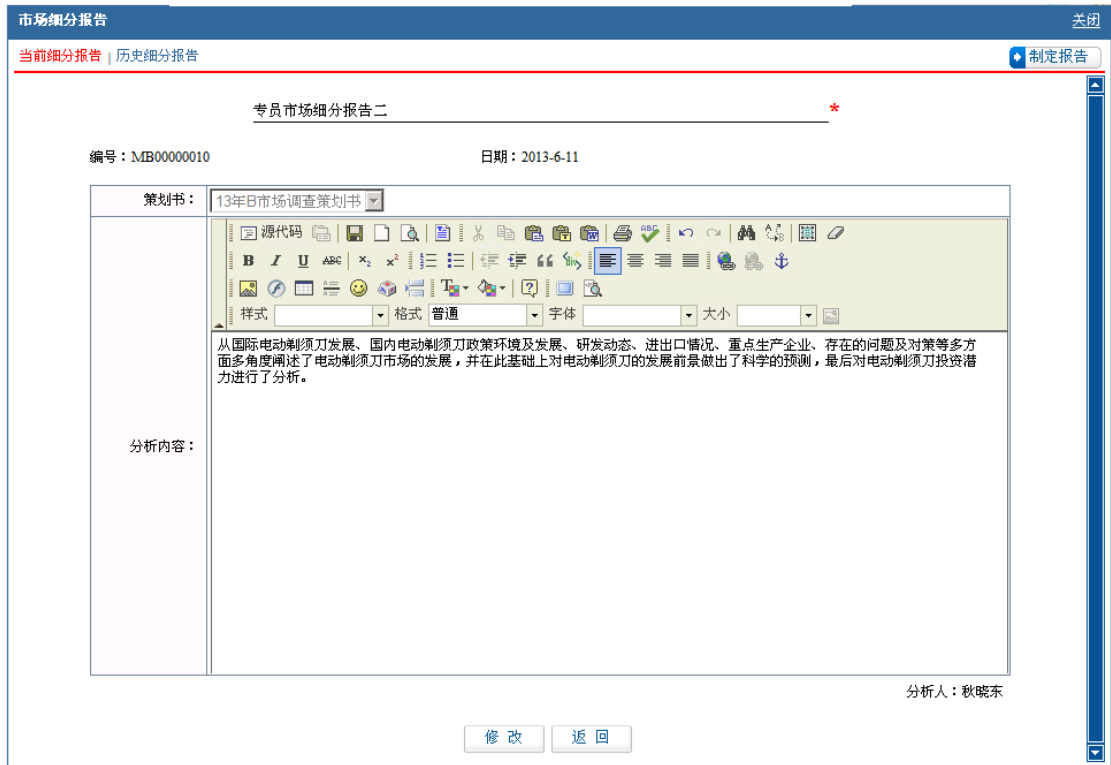 市场细分报告 关闭
当前细分报告 | 历史细分报告 制定报告
专员市场细分报告二 *
编号：MB00000010 日期：2013-6-11
策划书： 13年B市场调查策划书
源代码
B I U ABC x₂ x²
样式 格式 普通 字体 大小
从国际电动剃须刀发展、国内电动剃须刀政策环境及发展、研发动态、进出口情况、重点生产企业、存在的问题及对策等多方
面多角度阐述了电动剃须刀市场的发展，并在此基础上对电动剃须刀的发展前景做出了科学的预测，最后对电动剃须刀投资潜
力进行了分析。
分析内容：
分析人：秋晓东
修 改 返 回